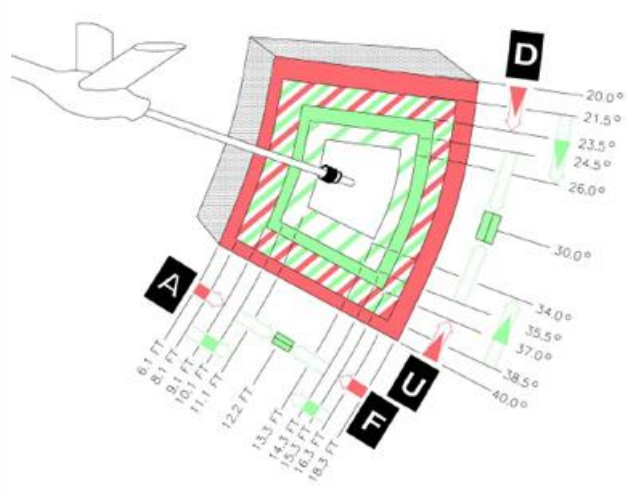 D
20.0°
21.5°
23.5°
24.5°
26.0°
30.0°
34.0°
35.5°
37.0°
38.5°
40.0°
A
U
F
6.1 FT
8.1 FT
9.1 FT
10.1 FT
11.1 FT
12.2 FT
13.3 FT
14.3 FT
15.3 FT
16.3 FT
18.3 FT